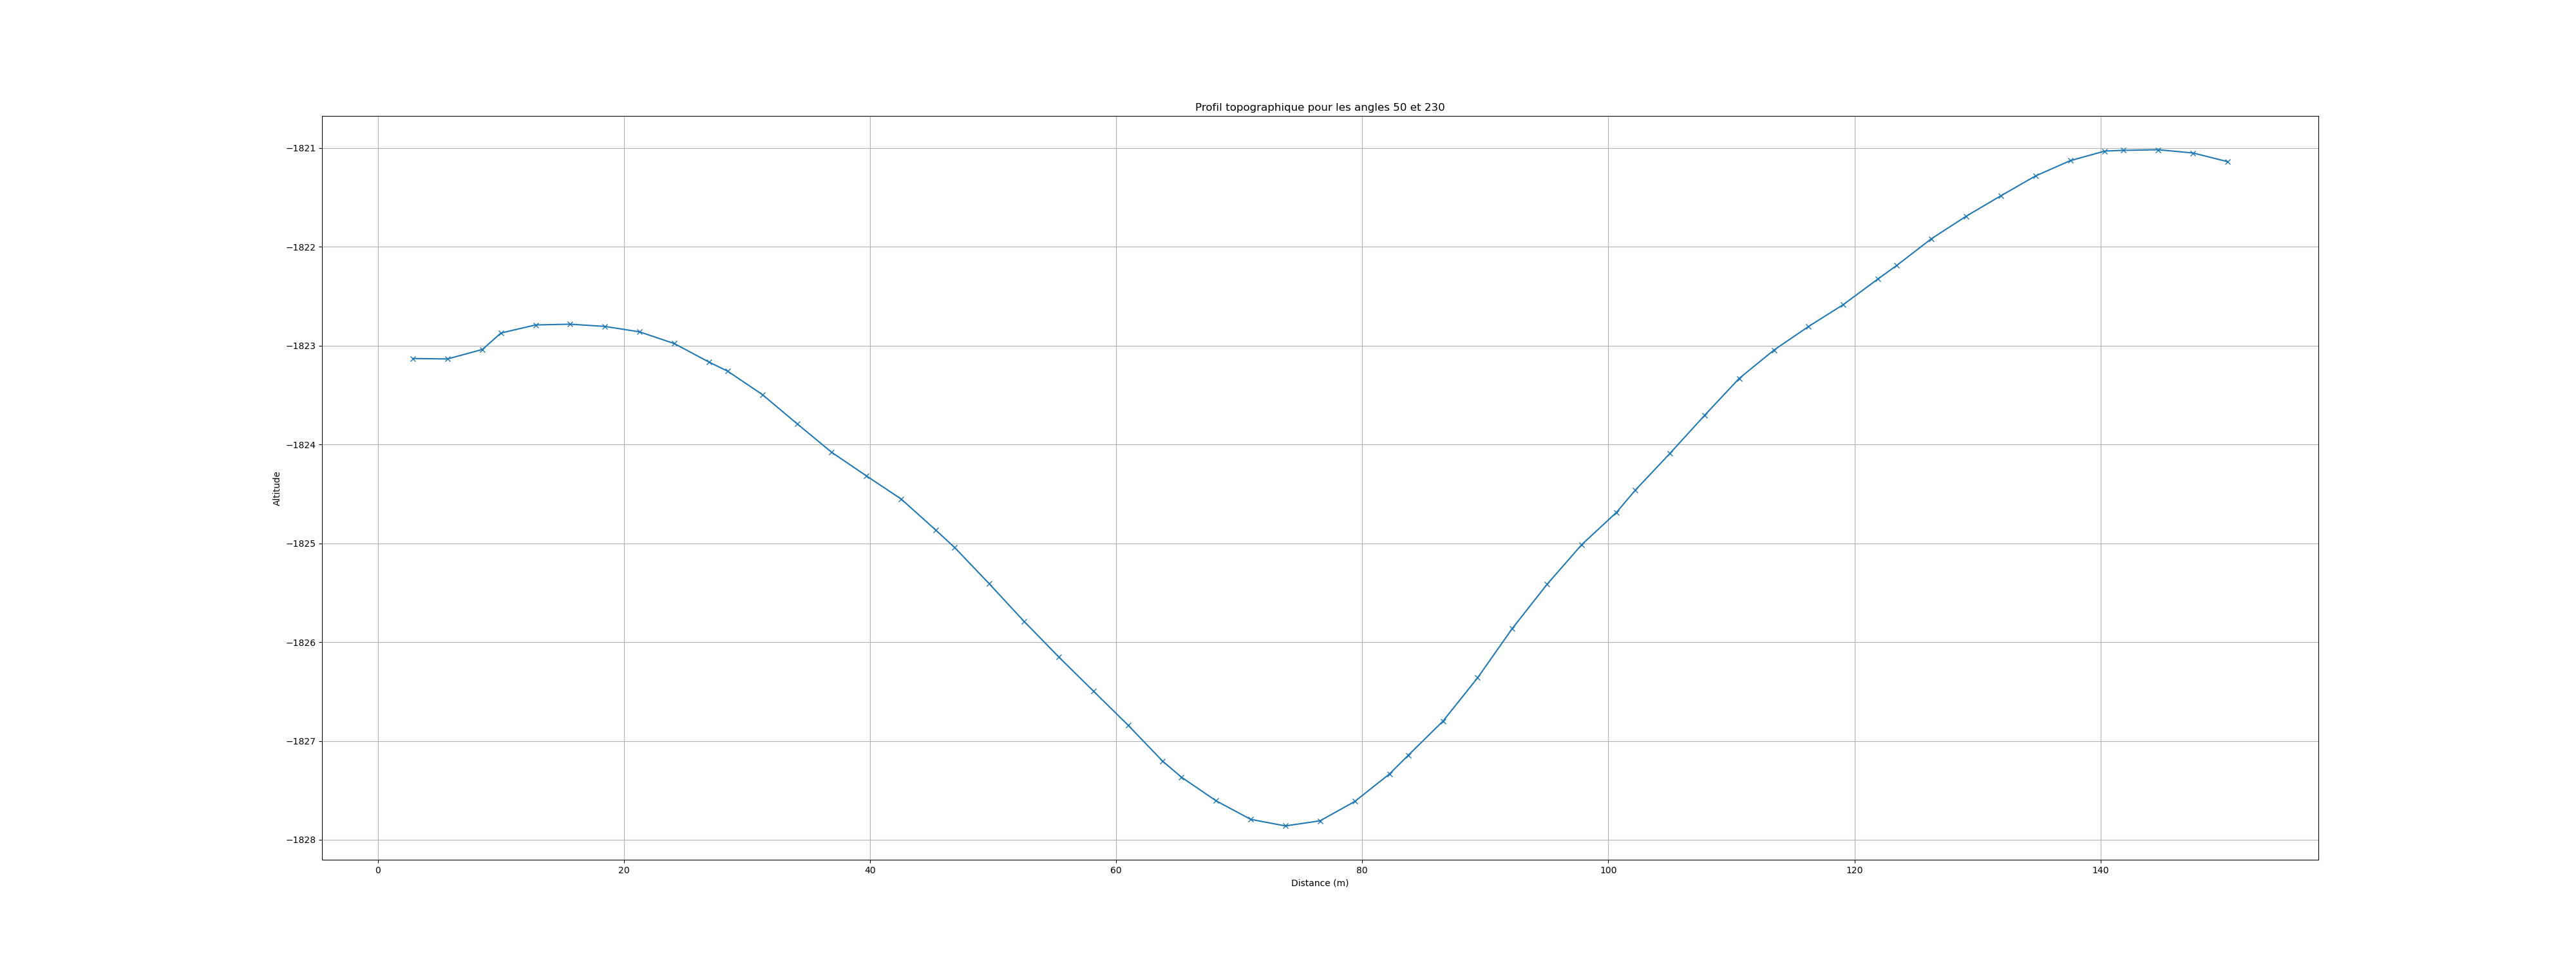 Profil topographique pour les angles 50 et 230
−1821
−1822
−1823
−1824
−1825
−1826
−1827
−1828
Altitude
0 20 40 60 80 100 120 140
Distance (m)